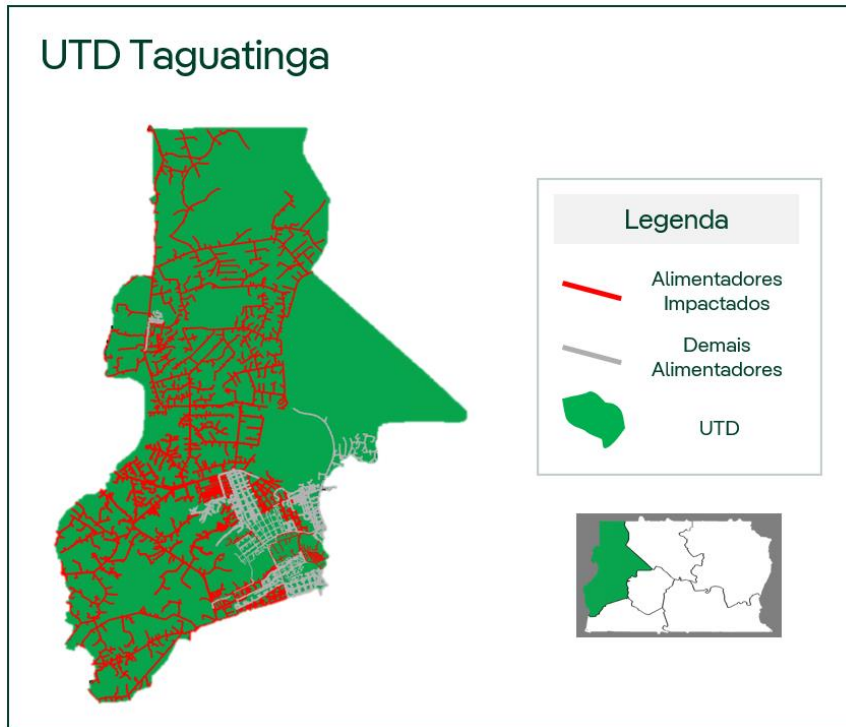 UTD Taguatinga
Legenda
Alimentadores
Impactados
Demais
Alimentadores
UTD